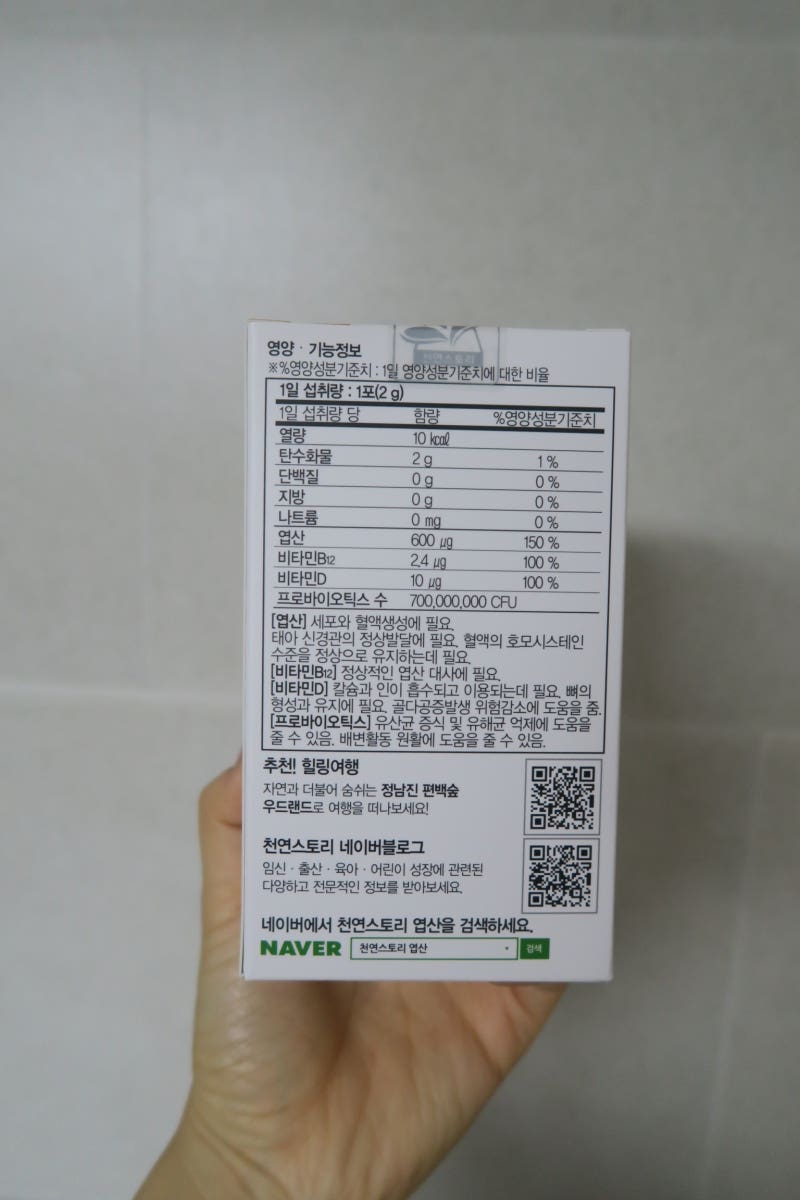 영양 · 기능정보
천연스토리
※%영양성분기준치 : 1일 영양성분기준치에 대한 비율
1일 섭취량 : 1포(2 g)
1일 섭취량 당 함량 %영양성분기준치
열량 10 kcal
탄수화물 2 g 1 %
단백질 0 g 0 %
지방 0 g 0 %
나트륨 0 mg 0 %
엽산 600 μg 150 %
비타민B12 2.4 μg 100 %
비타민D 10 μg 100 %
프로바이오틱스 수 700,000,000 CFU
[엽산] 세포와 혈액생성에 필요.
태아 신경관의 정상발달에 필요. 혈액의 호모시스테인
수준을 정상으로 유지하는데 필요.
[비타민B12] 정상적인 엽산 대사에 필요.
[비타민D] 칼슘과 인이 흡수되고 이용되는데 필요. 뼈의
형성과 유지에 필요. 골다공증발생 위험감소에 도움을 줌.
[프로바이오틱스] 유산균 증식 및 유해균 억제에 도움을
줄 수 있음. 배변활동 원활에 도움을 줄 수 있음.
추천! 힐링여행
자연과 더불어 숨쉬는 정남진 편백숲
우드랜드로 여행을 떠나보세요!
천연스토리 네이버블로그
임신 · 출산 · 육아 · 어린이 성장에 관련된
다양하고 전문적인 정보를 받아보세요.
네이버에서 천연스토리 엽산을 검색하세요.
NAVER 천연스토리 엽산 검색